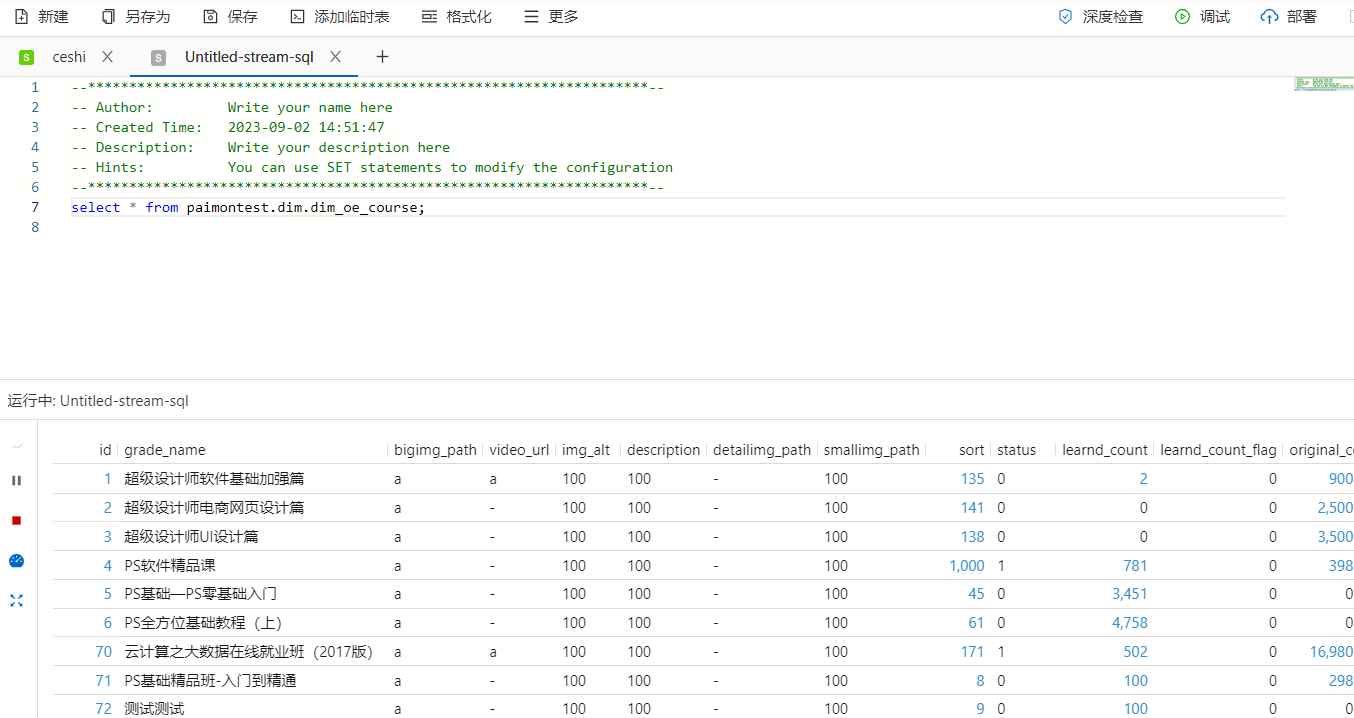 新建 另存为 保存 添加临时表 格式化 更多 深度检查 调试 部署
S ceshi S Untitled-stream-sql
1 --********************************************************************--
2 -- Author: Write your name here
3 -- Created Time: 2023-09-02 14:51:47
4 -- Description: Write your description here
5 -- Hints: You can use SET statements to modify the configuration
6 --********************************************************************--
7 select * from paimontest.dim.dim_oe_course;
8
运行中: Untitled-stream-sql
id grade_name bigimg_path video_url img_alt description detailimg_path smallimg_path sort status learnd_count learnd_count_flag original_c
1 超级设计师软件基础加强篇 a a 100 100 - 100 135 0 2 0 900
2 超级设计师电商网页设计篇 a - 100 100 - 100 141 0 0 0 2,500
3 超级设计师UI设计篇 a - 100 100 - 100 138 0 0 0 3,500
4 PS软件精品课 a - 100 100 - 100 1,000 1 781 0 398
5 PS基础—PS零基础入门 a - 100 100 - 100 45 0 3,451 0 0
6 PS全方位基础教程（上） a - 100 100 - 100 61 0 4,758 0 0
70 云计算之大数据在线就业班（2017版） a a 100 100 - 100 171 1 502 0 16,980
71 PS基础精品班-入门到精通 a - 100 100 - 100 8 0 100 0 298
72 测试测试 a - 100 100 - 100 9 0 100 0 0